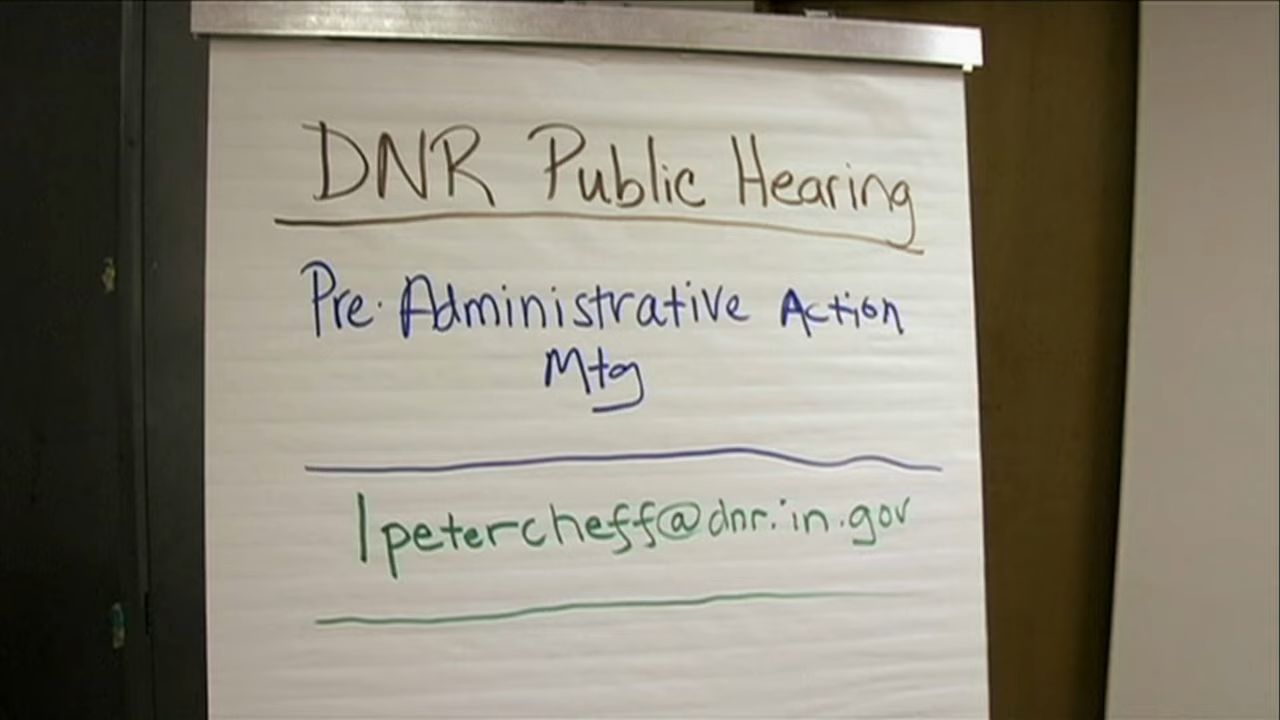 DNR Public Hearing
Pre-Administrative Action
Mtg
lpetercheff@dnr.in.gov